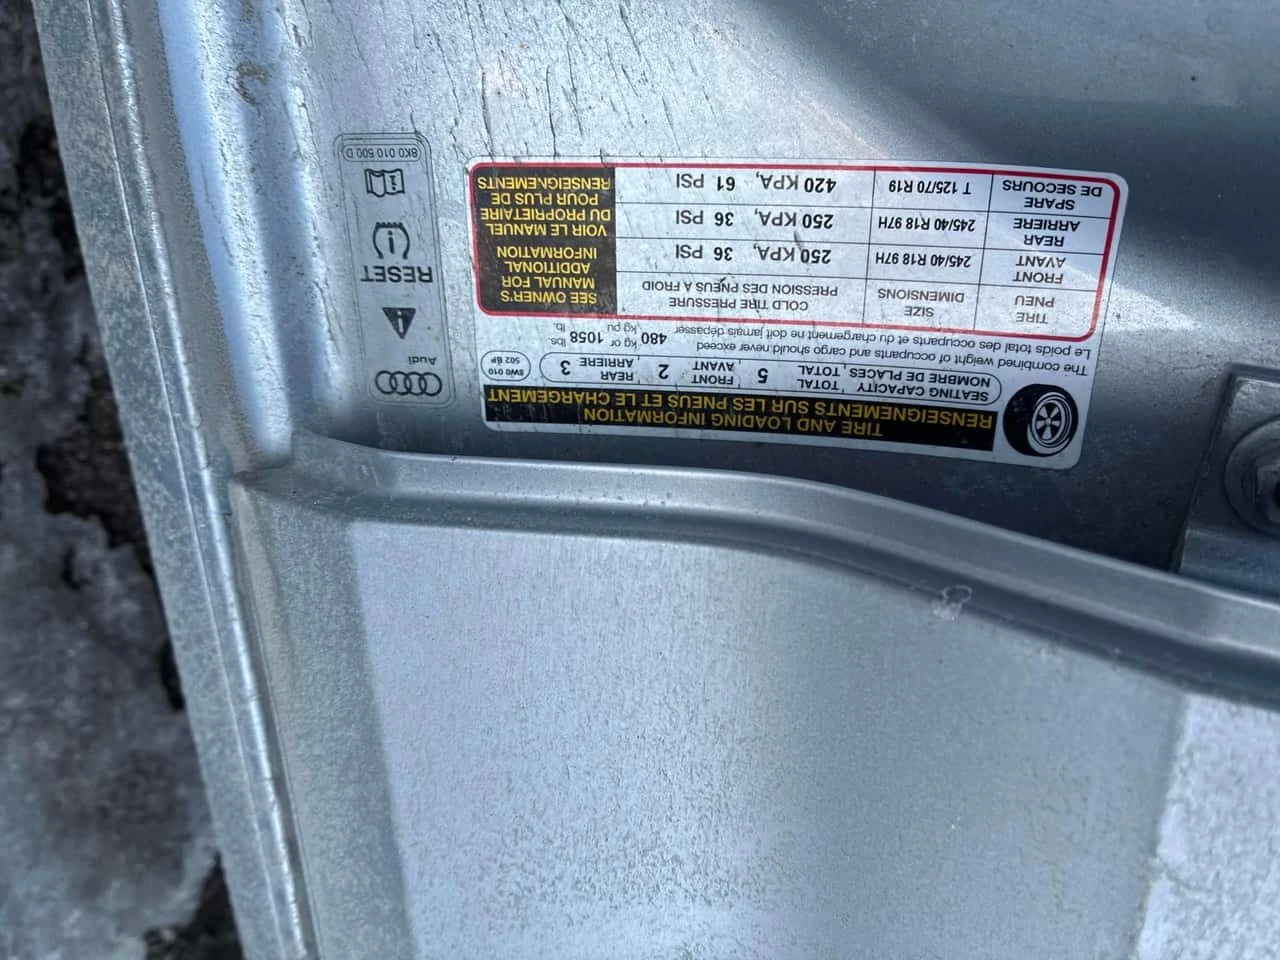 TIRE AND LOADING INFORMATION
RENSEIGNEMENTS SUR LES PNEUS ET LE CHARGEMENT
SEATING CAPACITY TOTAL 5 FRONT 2 REAR 3
NOMBRE DE PLACES TOTAL AVANT ARRIÈRE
8W0 010
502 BP
The combined weight of occupants and cargo should never exceed 480 kg or 1058 lbs.
Le poids total des occupants et du chargement ne doit jamais dépasser kg pu lb.
TIRE SIZE COLD TIRE PRESSURE
PNEU DIMENSIONS PRESSION DES PNEUS À FROID
FRONT
AVANT 245/40 R18 97H 250 KPA, 36 PSI
REAR
ARRIÈRE 245/40 R18 97H 250 KPA, 36 PSI
SPARE
DE SECOURS T 125/70 R19 420 KPA, 61 PSI
SEE OWNER'S
MANUAL FOR
ADDITIONAL
INFORMATION
VOIR LE MANUEL
DU PROPRIÉTAIRE
POUR PLUS DE
RENSEIGNEMENTS
Audi
RESET
8K0 010 500 D